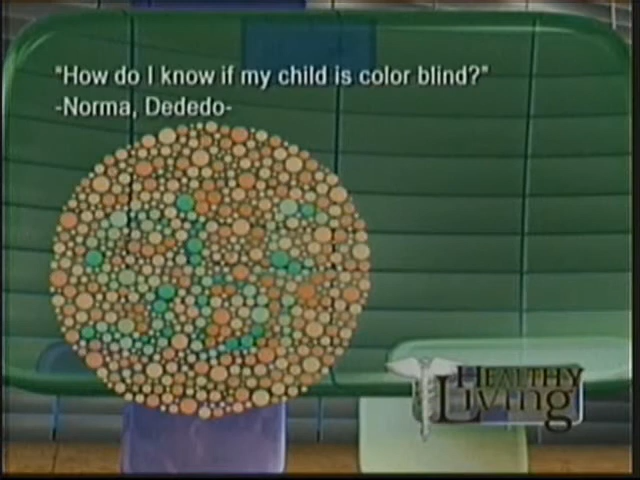 "How do I know if my child is color blind?"
-Norma, Dededo-
HEALTHY
Living